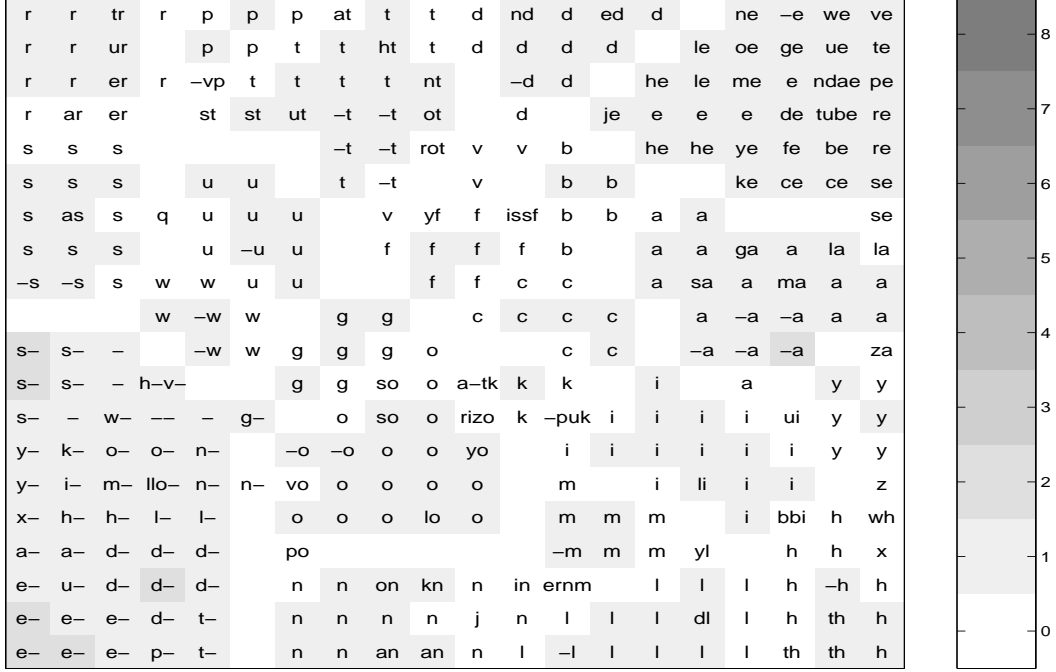 r r tr r p p p at t t d nd d ed d ne −e we ve
r r ur p p t t ht t d d d d le oe ge ue te
r r er r −vp t t t t nt −d d he le me e ndae pe
r ar er st st ut −t −t ot d je e e e de tube re
s s s −t −t rot v v b he he ye fe be re
s s s u u t −t v b b ke ce ce se
s as s q u u u v yf f issf b b a a se
s s s u −u u f f f f b a a ga a la la
−s −s s w w u u f f c c a sa a ma a a
w −w w g g c c c c a −a −a a a
s− s− − −w w g g g o c c −a −a −a za
s− s− − h−v− g g so o a−tk k k i a y y
s− − w− −− − g− o so o rizo k −puk i i i i ui y y
y− k− o− o− n− −o −o o o yo i i i i i i y y
y− i− m− llo− n− n− vo o o o o m i li i i z
x− h− h− l− l− o o o lo o m m m i bbi h wh
a− a− d− d− d− po −m m m yl h h x
e− u− d− d− d− n n on kn n in ernm l l l h −h h
e− e− e− d− t− n n n n j n l l l dl l h th h
e− e− e− p− t− n n an an n l −l l l l l th th h
8
7
6
5
4
3
2
1
0